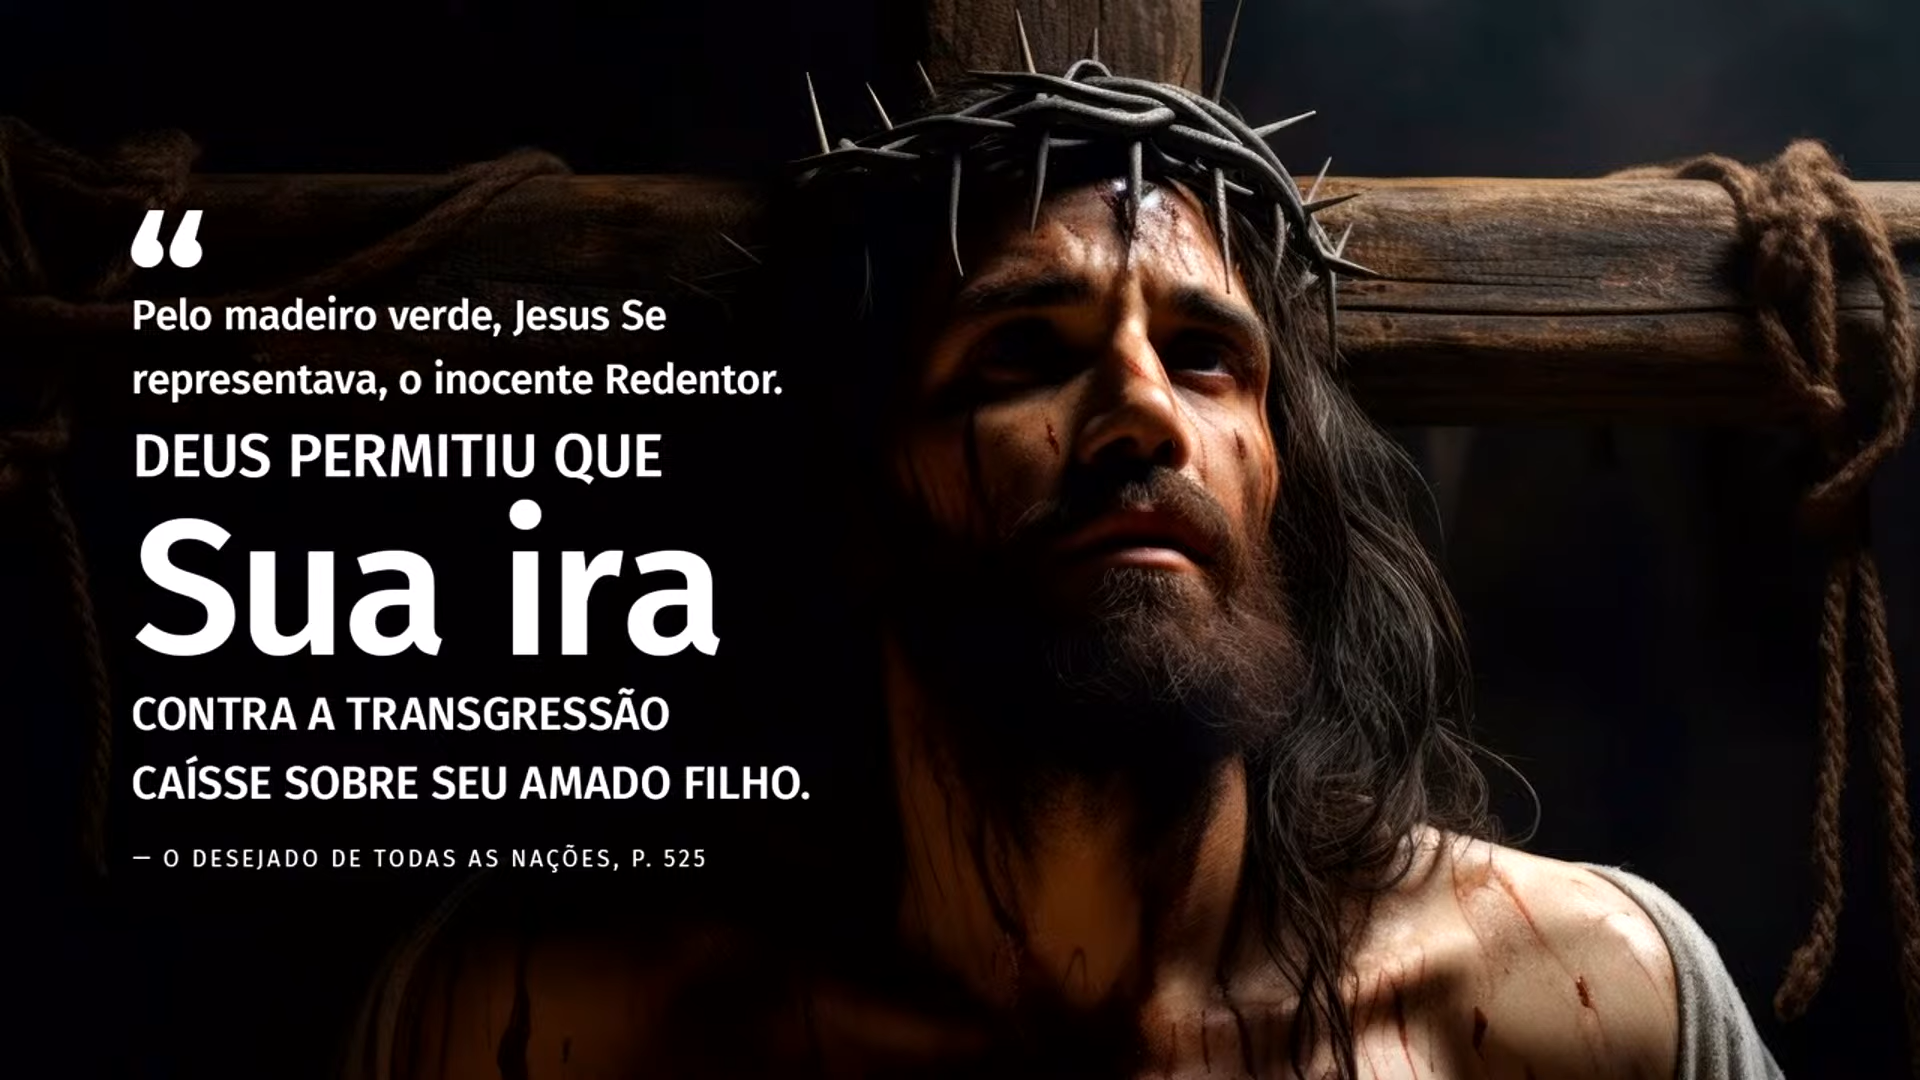 “
Pelo madeiro verde, Jesus Se
representava, o inocente Redentor.
DEUS PERMITIU QUE
Sua ira
CONTRA A TRANSGRESSÃO
CAÍSSE SOBRE SEU AMADO FILHO.
— O DESEJADO DE TODAS AS NAÇÕES, P. 525